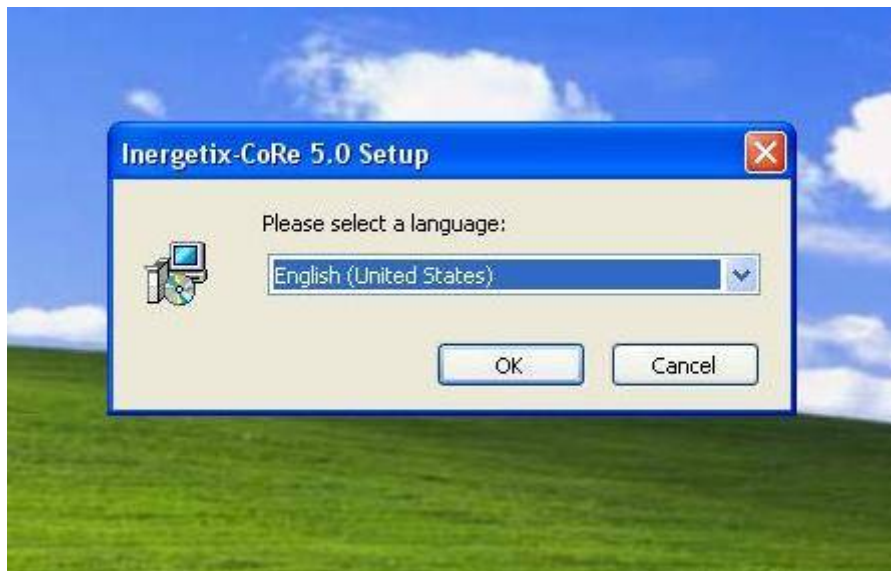 Inergetix-CoRe 5.0 Setup
Please select a language:
English (United States)
OK
Cancel